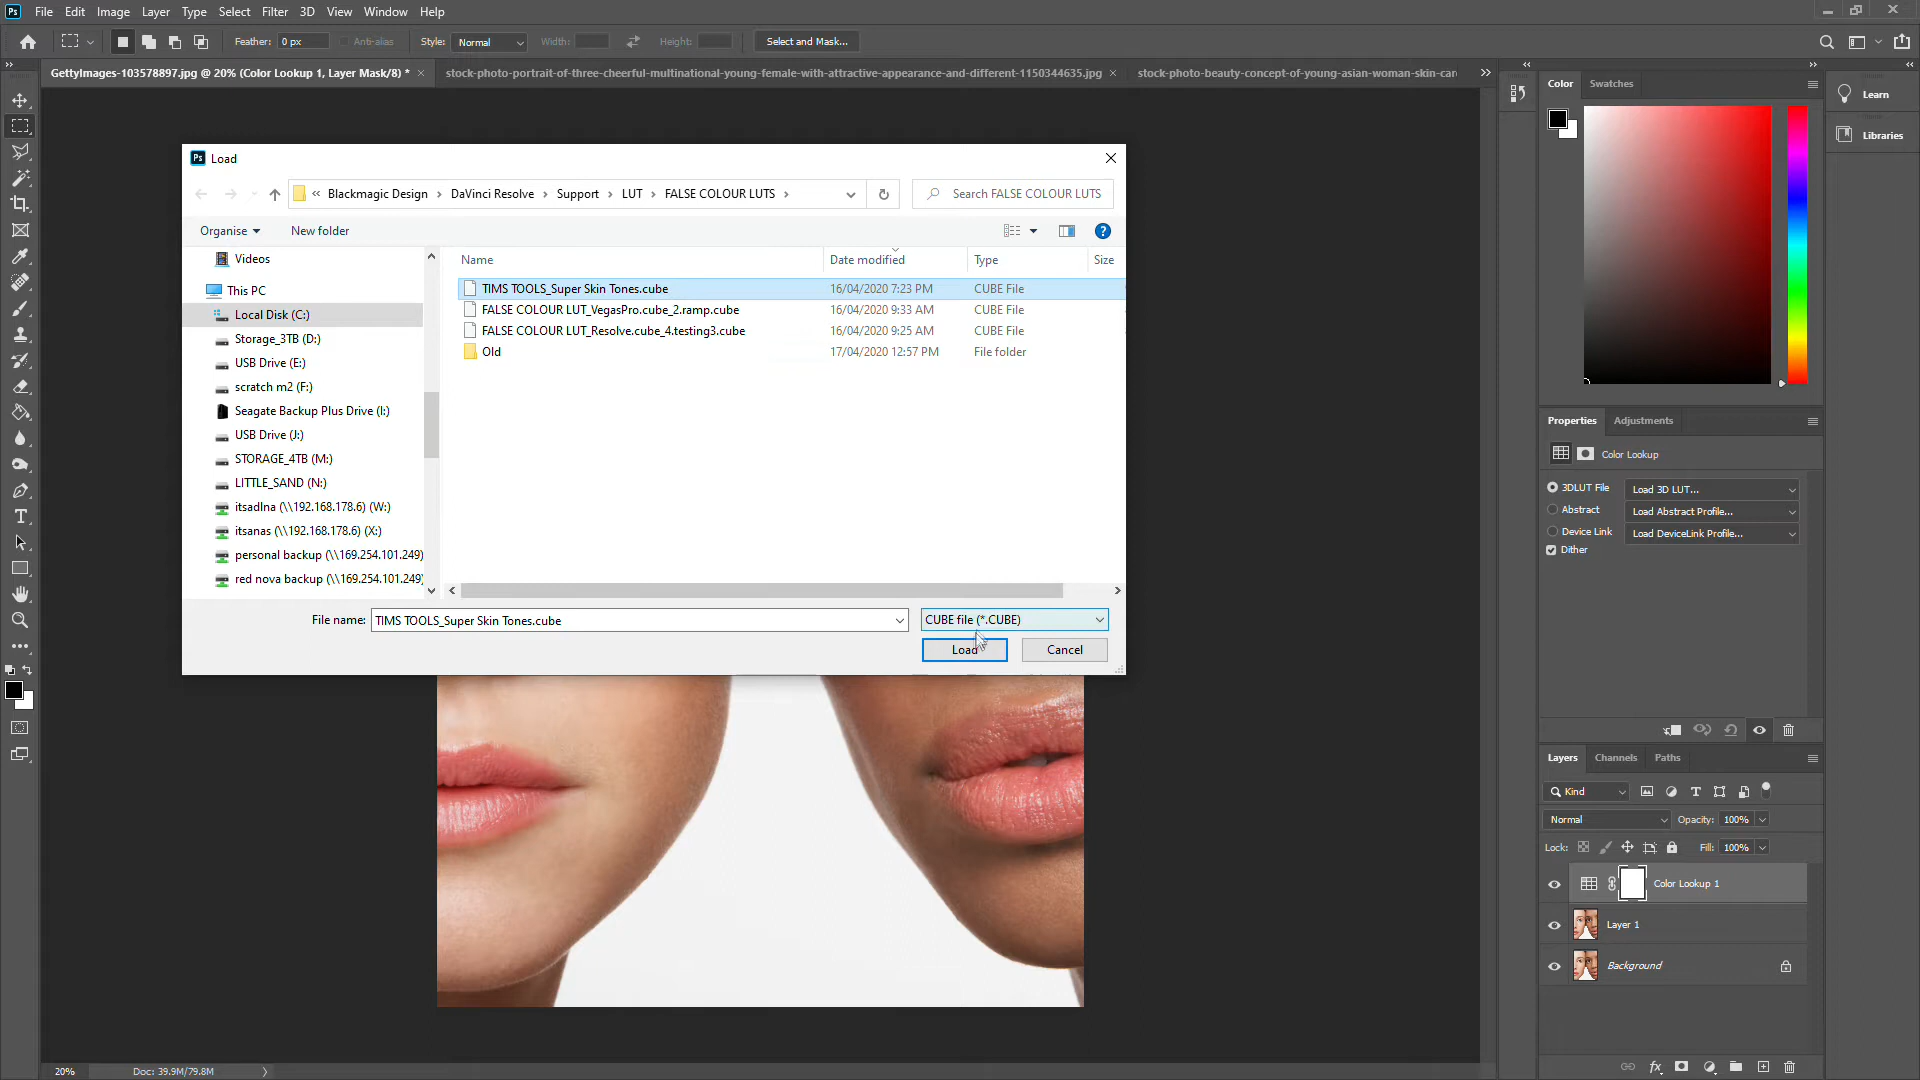 Ps File Edit Image Layer Type Select Filter 3D View Window Help
Feather: 0 px Anti-alias Style: Normal Width: Height: Select and Mask...
GettyImages-103578897.jpg @ 20% (Color Lookup 1, Layer Mask/8) * × stock-photo-portrait-of-three-cheerful-multinational-young-female-with-attractive-appearance-and-different-1150344635.jpg × stock-photo-beauty-concept-of-young-asian-woman-skin-car
Color Swatches
Learn
Libraries
Ps Load
« Blackmagic Design › DaVinci Resolve › Support › LUT › FALSE COLOUR LUTS ›
Search FALSE COLOUR LUTS
Organise New folder
Videos
This PC
Local Disk (C:)
Storage_3TB (D:)
USB Drive (E:)
scratch m2 (F:)
Seagate Backup Plus Drive (I:)
USB Drive (J:)
STORAGE_4TB (M:)
LITTLE_SAND (N:)
itsadlna (\\192.168.178.6) (W:)
itsanas (\\192.168.178.6) (X:)
personal backup (\\169.254.101.249)
red nova backup (\\169.254.101.249)
Name Date modified Type Size
TIMS TOOLS_Super Skin Tones.cube 16/04/2020 7:23 PM CUBE File
FALSE COLOUR LUT_VegasPro.cube_2.ramp.cube 16/04/2020 9:33 AM CUBE File
FALSE COLOUR LUT_Resolve.cube_4.testing3.cube 16/04/2020 9:25 AM CUBE File
Old 17/04/2020 12:57 PM File folder
File name: TIMS TOOLS_Super Skin Tones.cube CUBE file (*.CUBE)
Load Cancel
Properties Adjustments
Color Lookup
3DLUT File Load 3D LUT...
Abstract Load Abstract Profile...
Device Link Load DeviceLink Profile...
Dither
Layers Channels Paths
Kind
Normal Opacity: 100%
Lock: Fill: 100%
Color Lookup 1
Layer 1
Background
fx
20% Doc: 39.9M/79.8M